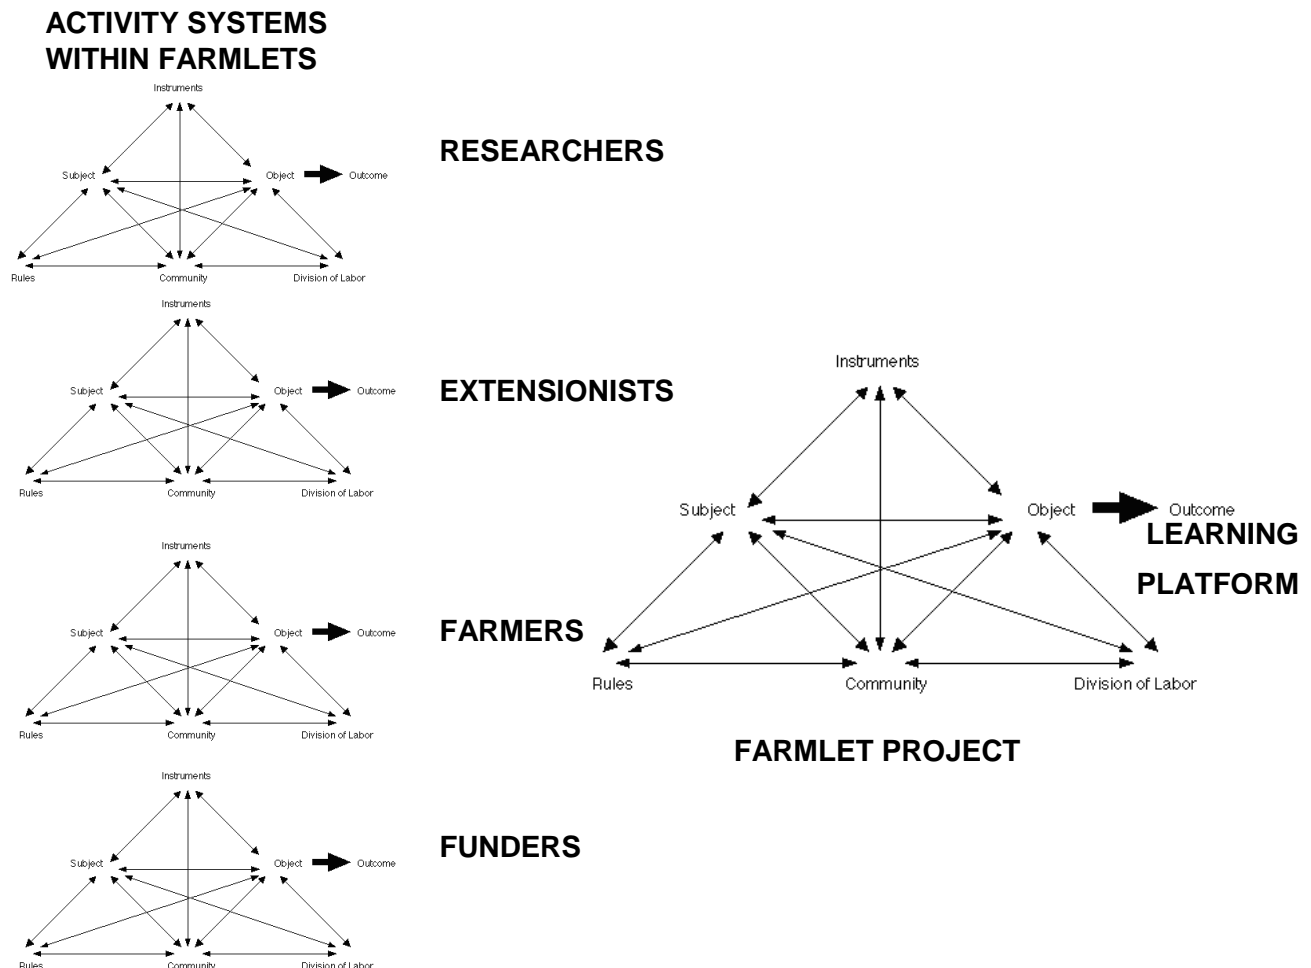 ACTIVITY SYSTEMS
WITHIN FARMLETS
Instruments
RESEARCHERS
Subject Object Outcome
Rules Community Division of Labor
Instruments
EXTENSIONISTS
Subject Object Outcome
Rules Community Division of Labor
Instruments
FARMERS
Subject Object Outcome
Rules Community Division of Labor
Instruments
FUNDERS
Subject Object Outcome
Rules Community Division of Labor
Instruments
Subject Object Outcome
LEARNING
PLATFORM
Rules Community Division of Labor
FARMLET PROJECT